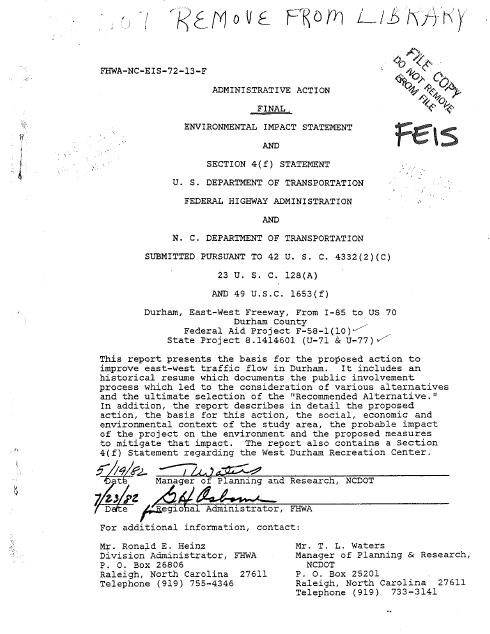 DO NOT REMOVE FROM LIBRARY
FHWA-NC-EIS-72-13-F
FILE COPY
DO NOT REMOVE
FROM FILE
ADMINISTRATIVE ACTION
FINAL
ENVIRONMENTAL IMPACT STATEMENT
FEIS
AND
SECTION 4(f) STATEMENT
U. S. DEPARTMENT OF TRANSPORTATION
FEDERAL HIGHWAY ADMINISTRATION
AND
N. C. DEPARTMENT OF TRANSPORTATION
SUBMITTED PURSUANT TO 42 U. S. C. 4332(2)(C)
23 U. S. C. 128(A)
AND 49 U.S.C. 1653(f)
Durham, East-West Freeway, From I-85 to US 70
Durham County
Federal Aid Project F-58-1(10)
State Project 8.1414601 (U-71 & U-77)
This report presents the basis for the proposed action to
improve east-west traffic flow in Durham. It includes an
historical resume which documents the public involvement
process which led to the consideration of various alternatives
and the ultimate selection of the "Recommended Alternative."
In addition, the report describes in detail the proposed
action, the basis for this action, the social, economic and
environmental context of the study area, the probable impact
of the project on the environment and the proposed measures
to mitigate that impact. The report also contains a Section
4(f) Statement regarding the West Durham Recreation Center.
5/19/82 T L Waters
Date Manager of Planning and Research, NCDOT
7/23/82 G H Osborne
Date for Regional Administrator, FHWA
For additional information, contact:
Mr. Ronald E. Heinz
Division Administrator, FHWA
P. O. Box 26806
Raleigh, North Carolina 27611
Telephone (919) 755-4346
Mr. T. L. Waters
Manager of Planning & Research,
NCDOT
P. O. Box 25201
Raleigh, North Carolina 27611
Telephone (919) 733-3141